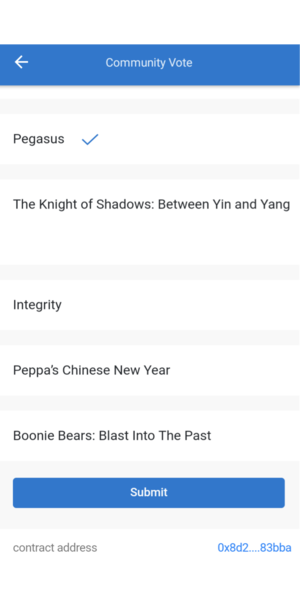 Community Vote
Pegasus
The Knight of Shadows: Between Yin and Yang
Integrity
Peppa's Chinese New Year
Boonie Bears: Blast Into The Past
Submit
contract address 0x8d2....83bba